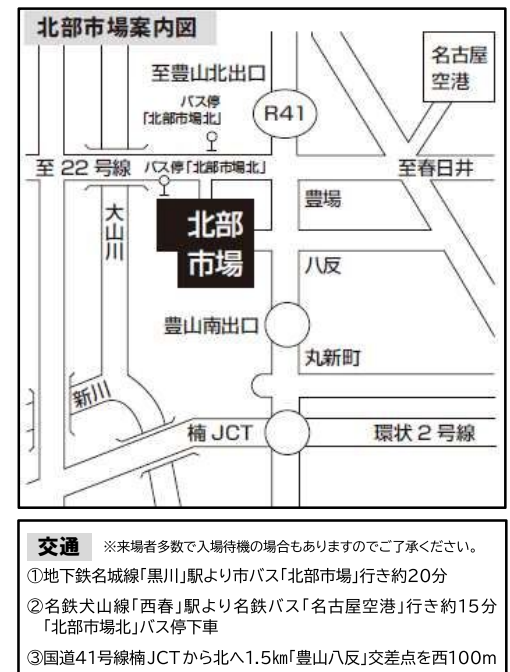 北部市場案内図
名古屋
空港
至豊山北出口
バス停
「北部市場北」
R41
至22号線
バス停「北部市場北」
至春日井
大山川
豊場
北部
市場
八反
豊山南出口
丸新町
新川
楠JCT
環状2号線
交通 ※来場者多数で入場待機の場合もありますのでご了承ください。
①地下鉄名城線「黒川」駅より市バス「北部市場」行き約20分
②名鉄犬山線「西春」駅より名鉄バス「名古屋空港」行き約15分
「北部市場北」バス停下車
③国道41号線楠JCTから北へ1.5㎞「豊山八反」交差点を西100m